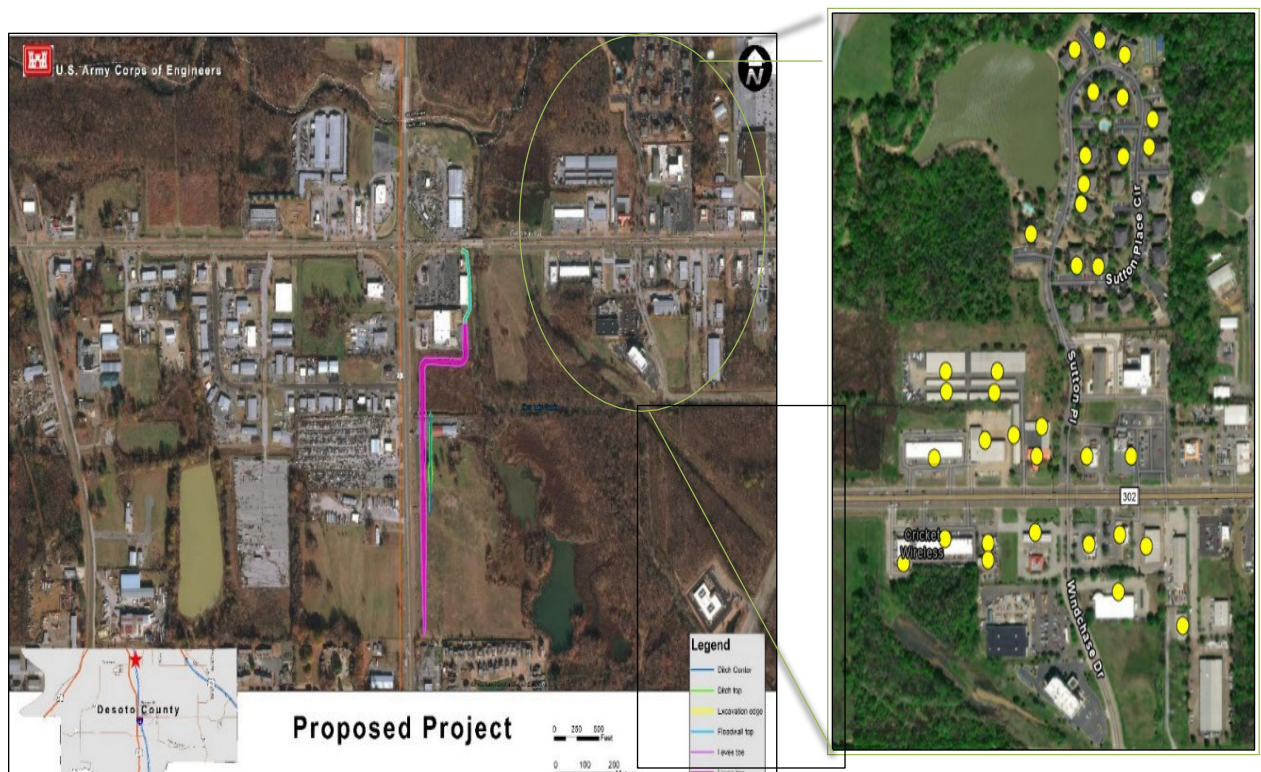 U.S. Army Corps of Engineers
N
Sutton Place Cir
Sutton Pl
302
Cricket
Wireless
Windchase Dr
Legend
Ditch Center
Ditch top
Excavation edge
Floodwall top
Levee toe
Desoto County
Proposed Project
0 250 500
Feet
0 100 200